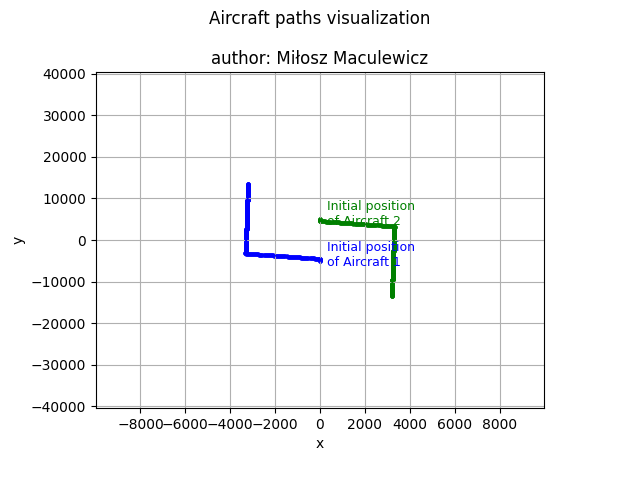 Aircraft paths visualization
author: Miłosz Maculewicz
40000
30000
20000
10000
0
−10000
−20000
−30000
−40000
y
Initial position
of Aircraft 2
Initial position
of Aircraft 1
−8000 −6000 −4000 −2000 0 2000 4000 6000 8000
x